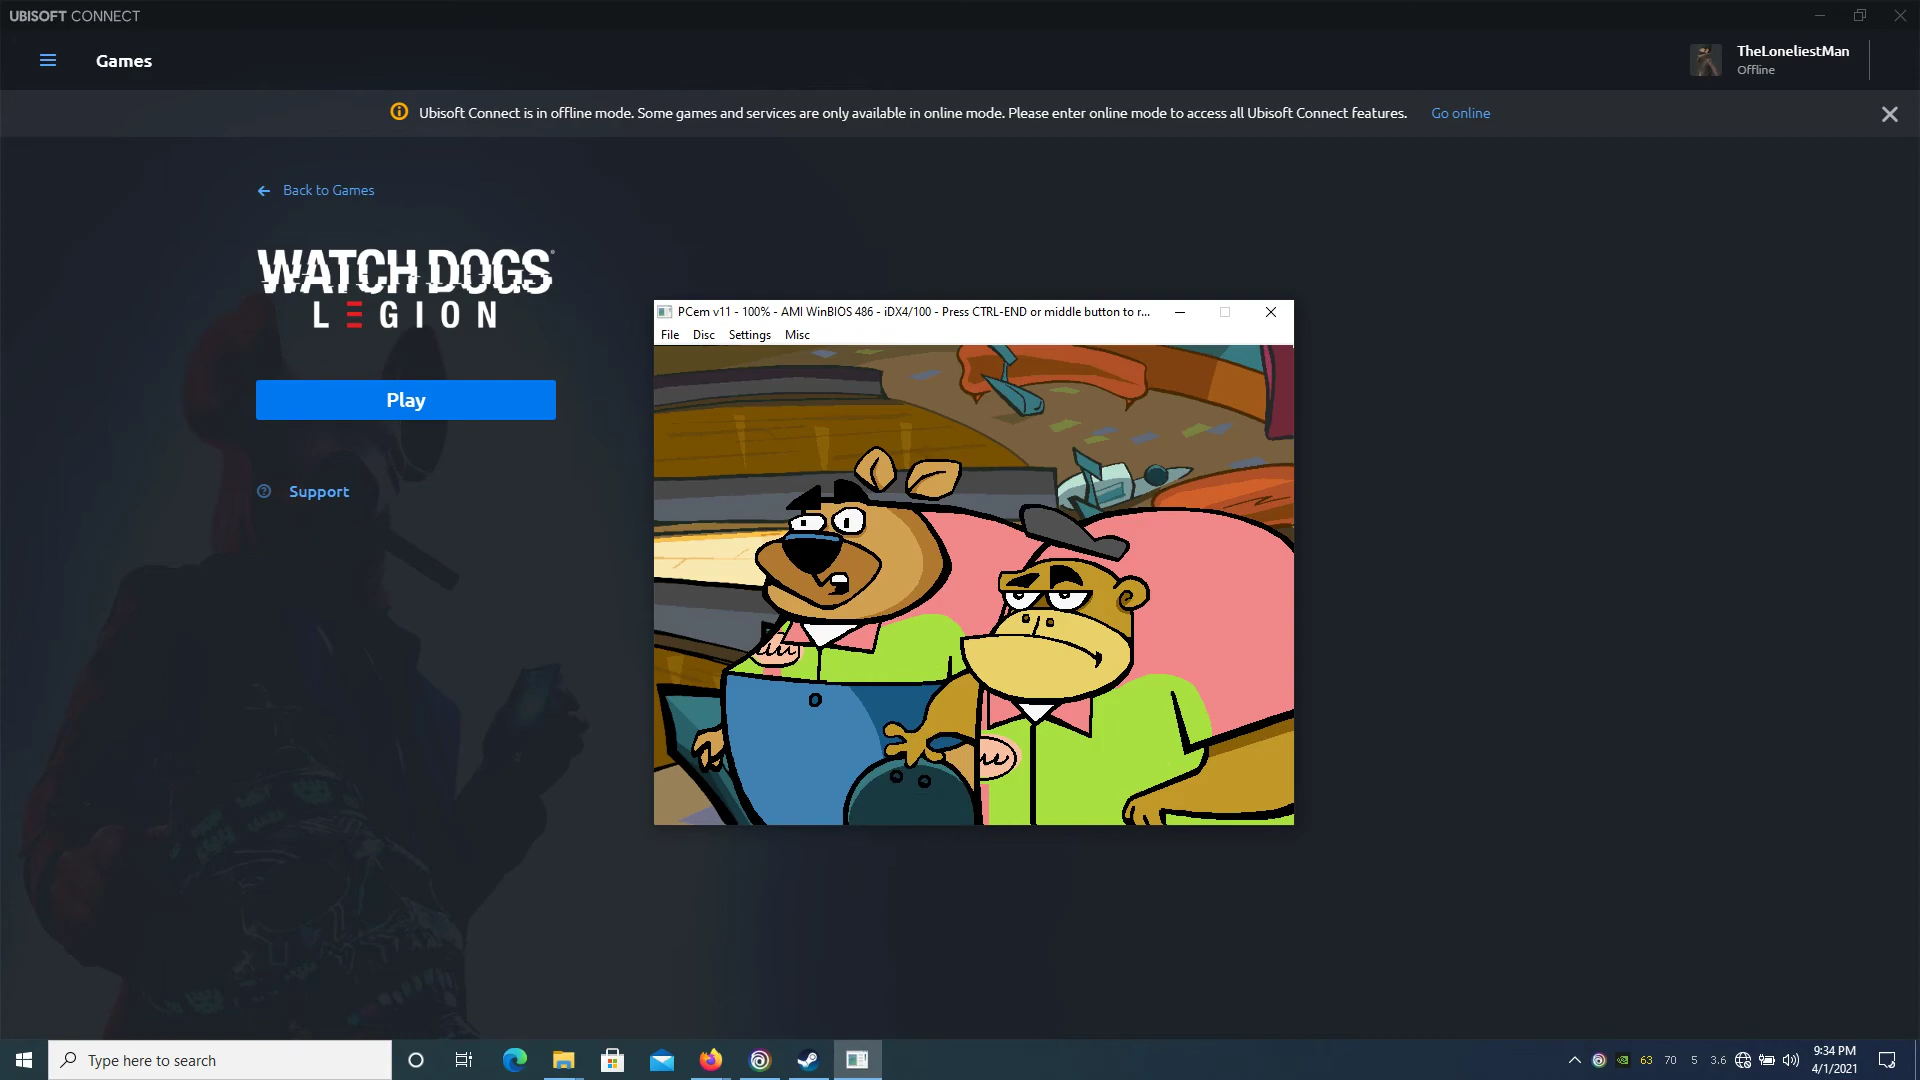 UBISOFT CONNECT
Games
TheLoneliestMan
Offline
Ubisoft Connect is in offline mode. Some games and services are only available in online mode. Please enter online mode to access all Ubisoft Connect features. Go online
Back to Games
WATCH DOGS
LEGION
Play
Support
PCem v11 - 100% - AMI WinBIOS 486 - iDX4/100 - Press CTRL-END or middle button to r...
File Disc Settings Misc
Type here to search
63 70 5 3.6
9:34 PM
4/1/2021